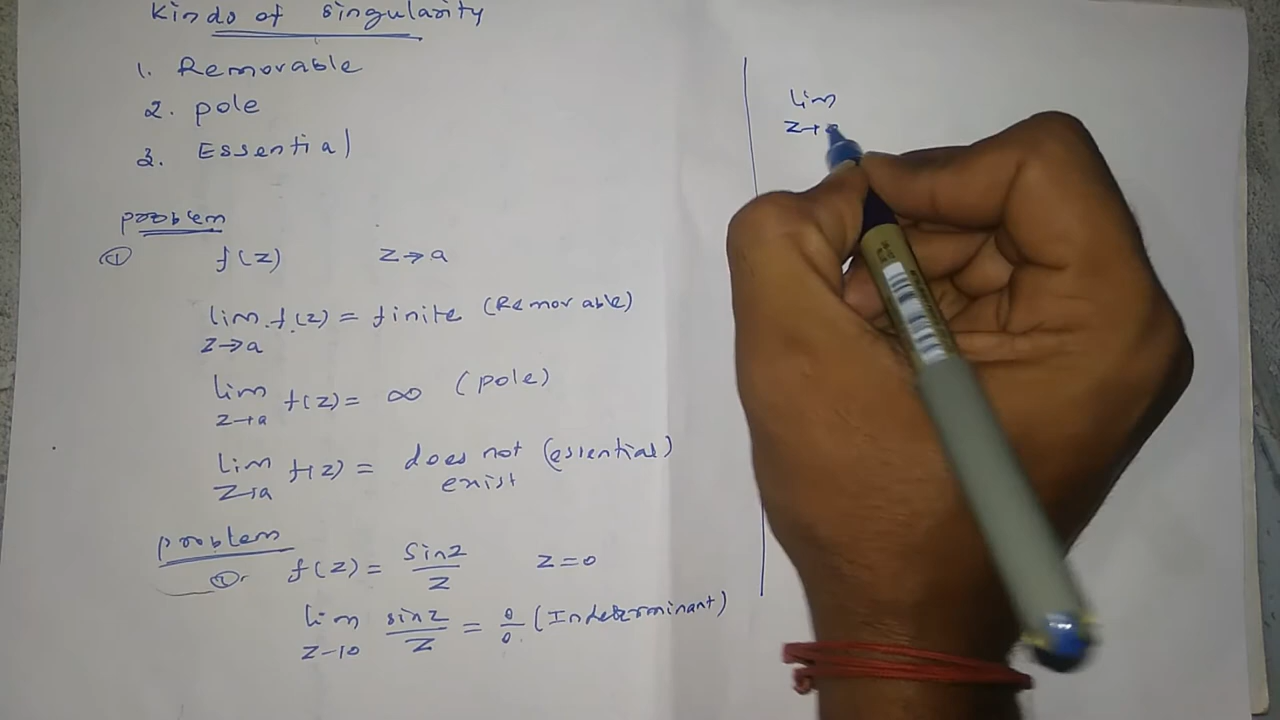 Kinds of singularity
1. Removable
2. pole
3. Essential
problem
① f(z) z→a
lim f(z) = finite (Removable)
z→a
lim f(z) = ∞ (pole)
z→a
lim f(z) = does not (essential)
z→a exist
problem
①. f(z) = sinz/z z=0
lim sinz/z = 0/0 (Indeterminant)
z→0
lim
z→